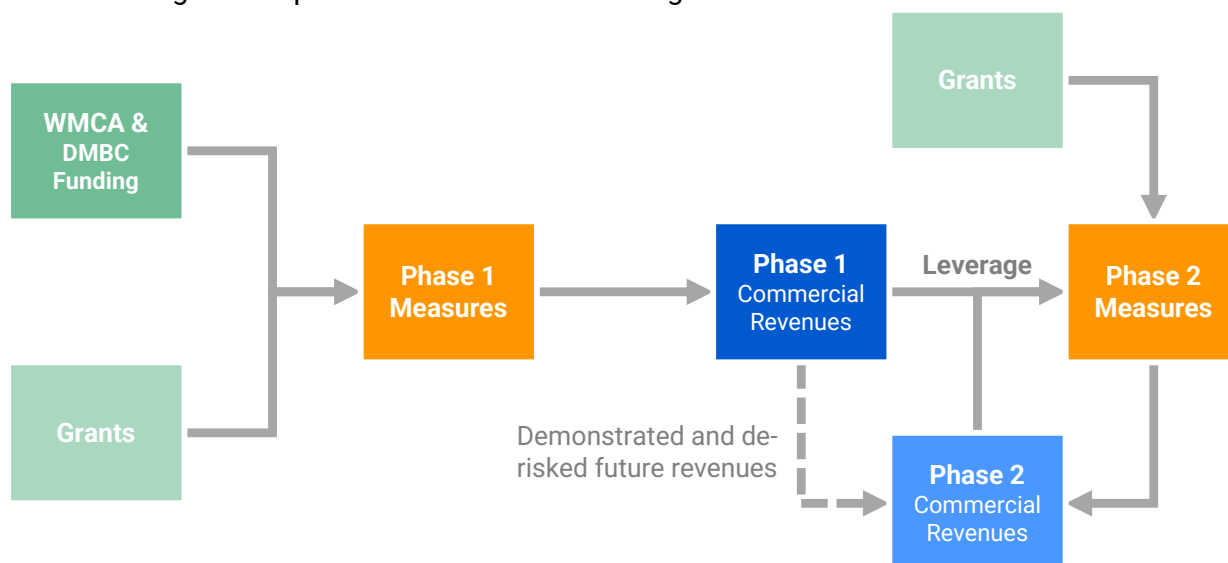 Grants
WMCA &
DMBC
Funding
Phase 1
Measures
Phase 1
Commercial
Revenues
Leverage
Phase 2
Measures
Grants
Demonstrated and de-
risked future revenues
Phase 2
Commercial
Revenues